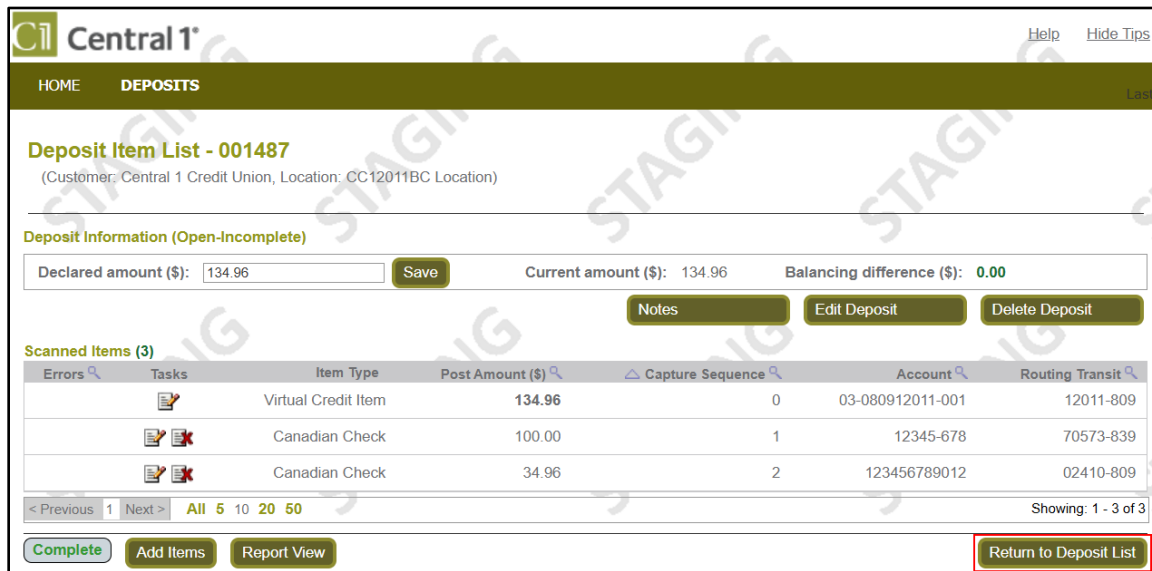 C1 Central 1
Help Hide Tips
HOME DEPOSITS
Last
Deposit Item List - 001487
(Customer: Central 1 Credit Union, Location: CC12011BC Location)
Deposit Information (Open-Incomplete)
Declared amount ($): 134.96 Save Current amount ($): 134.96 Balancing difference ($): 0.00
Notes Edit Deposit Delete Deposit
Scanned Items (3)
Errors Tasks Item Type Post Amount ($) Capture Sequence Account Routing Transit
Virtual Credit Item 134.96 0 03-080912011-001 12011-809
Canadian Check 100.00 1 12345-678 70573-839
Canadian Check 34.96 2 123456789012 02410-809
< Previous 1 Next > All 5 10 20 50 Showing: 1 - 3 of 3
Complete Add Items Report View Return to Deposit List
STAGING
STAGING
STAGING